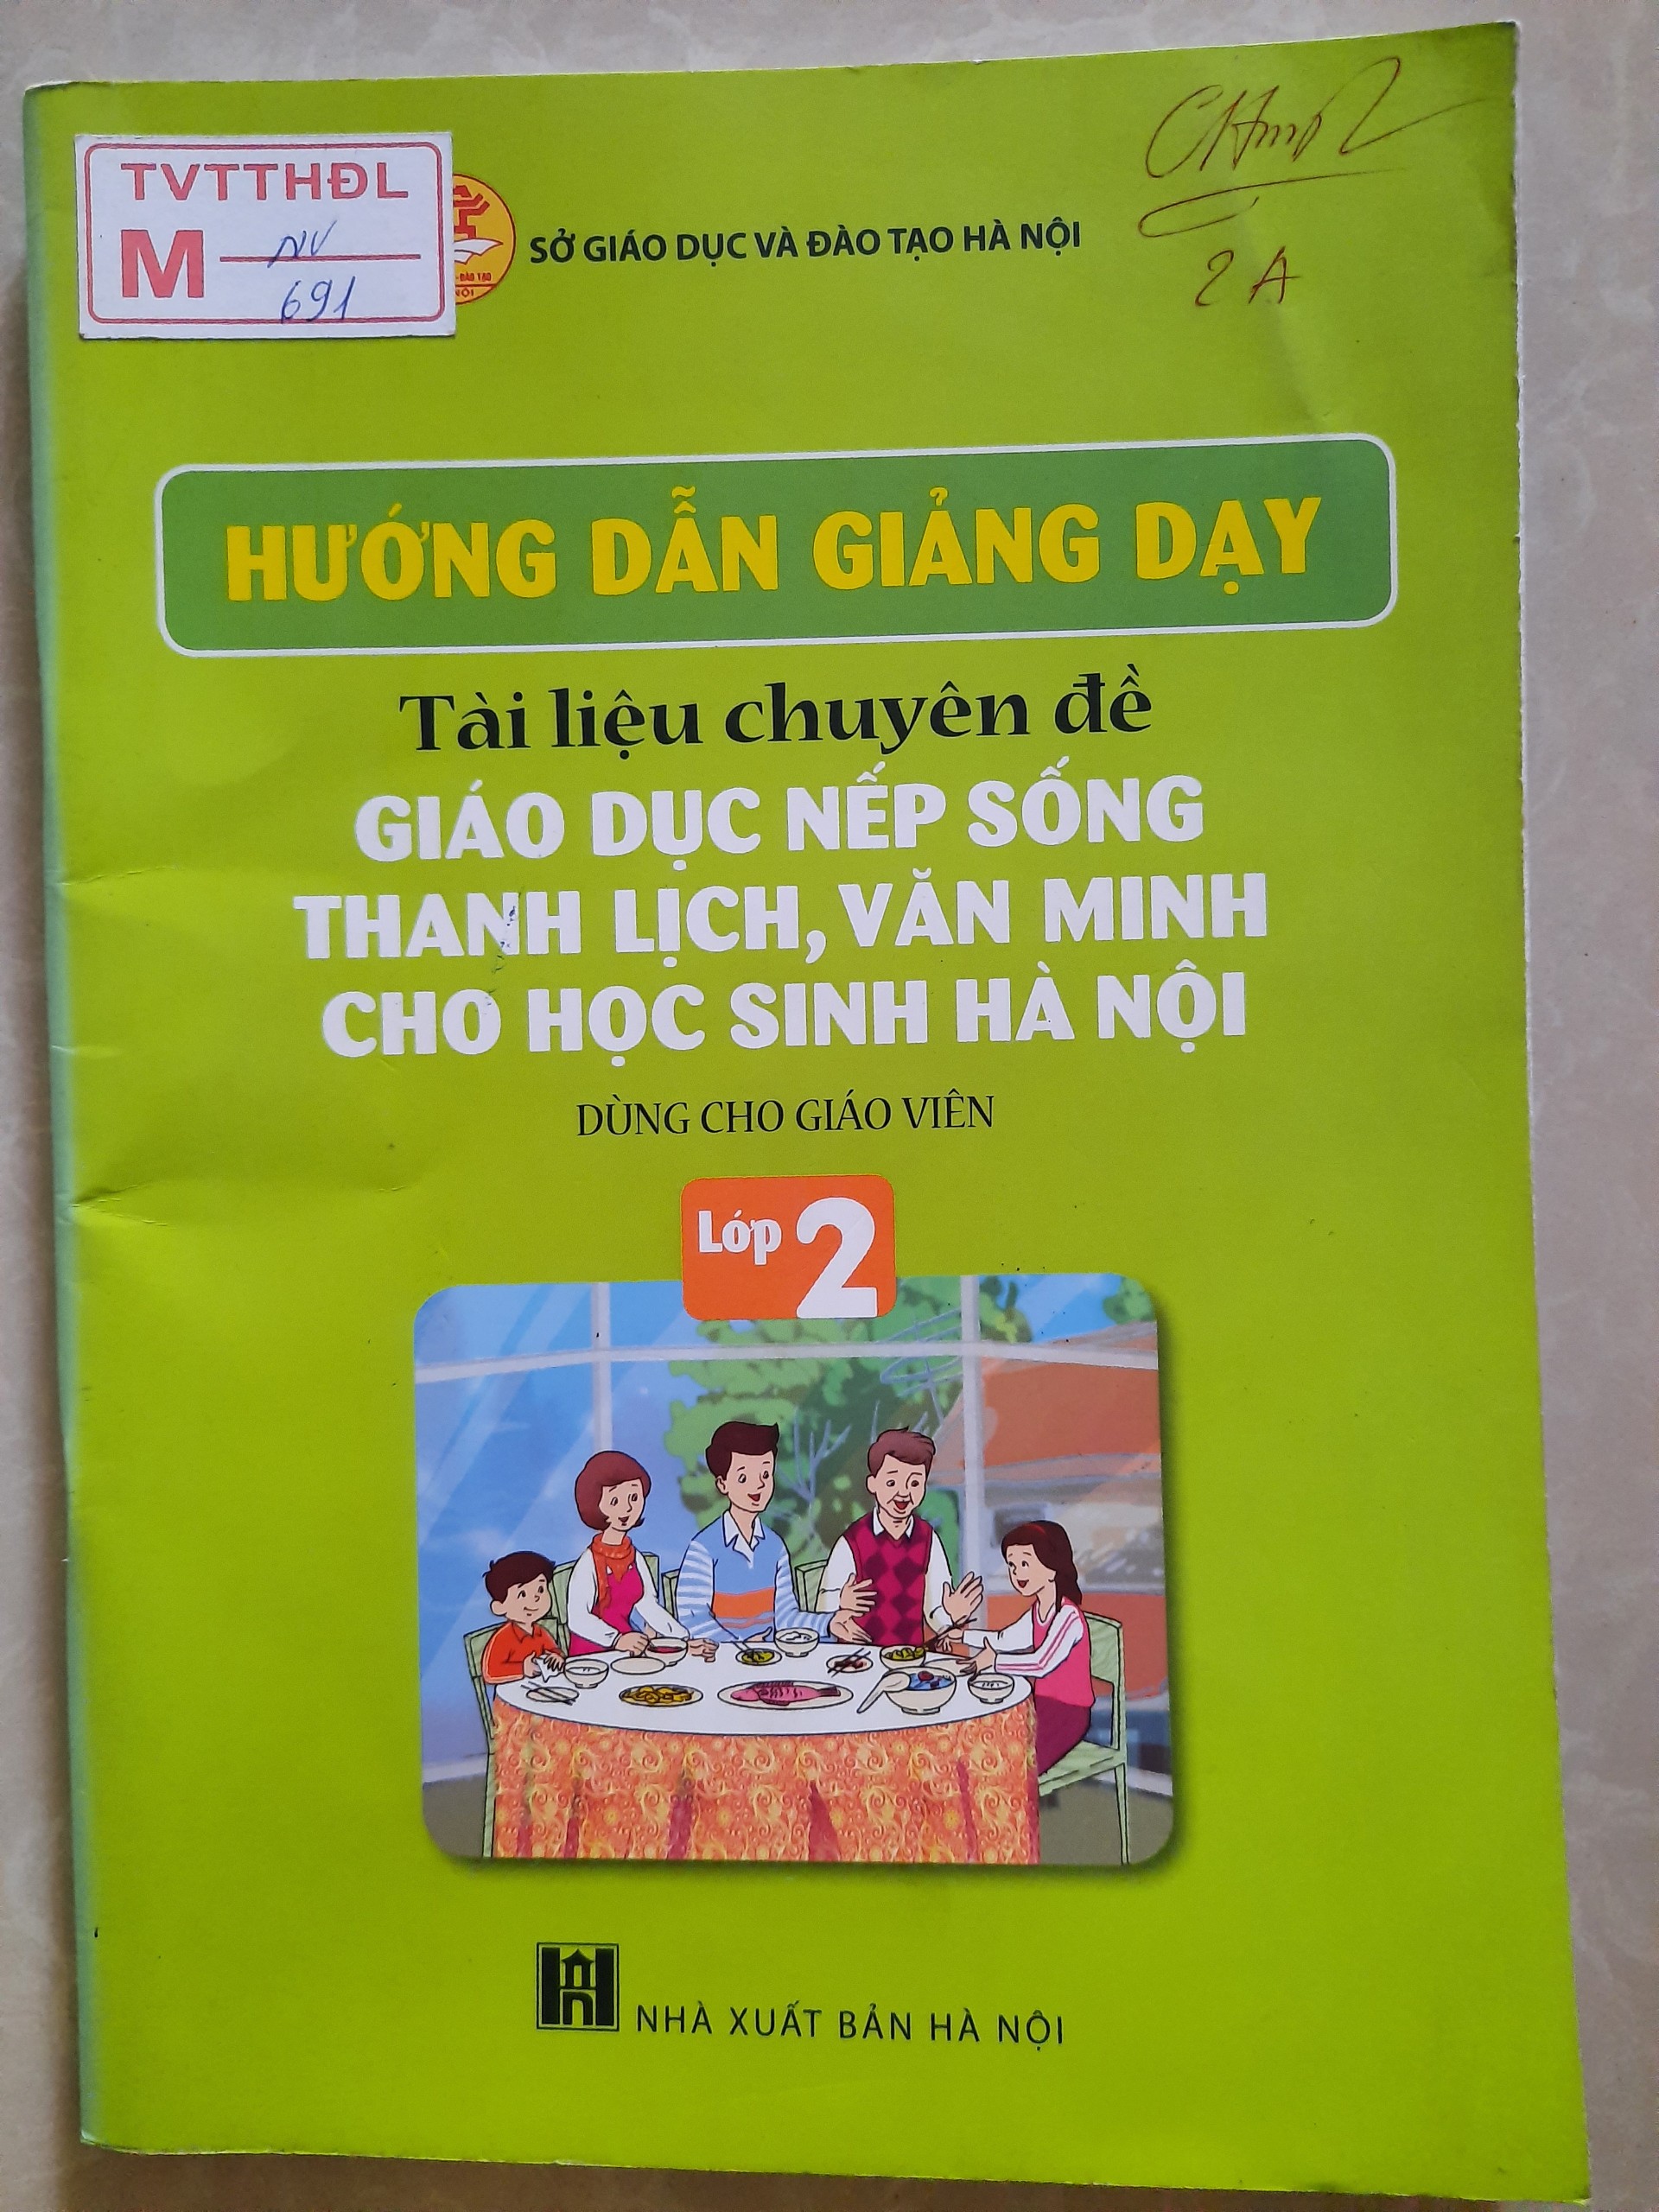 TVTTHĐL
M NV
691
SỞ GIÁO DỤC VÀ ĐÀO TẠO HÀ NỘI
2A
HƯỚNG DẪN GIẢNG DẠY
Tài liệu chuyên đề
GIÁO DỤC NẾP SỐNG
THANH LỊCH, VĂN MINH
CHO HỌC SINH HÀ NỘI
DÙNG CHO GIÁO VIÊN
Lớp 2
NHÀ XUẤT BẢN HÀ NỘI